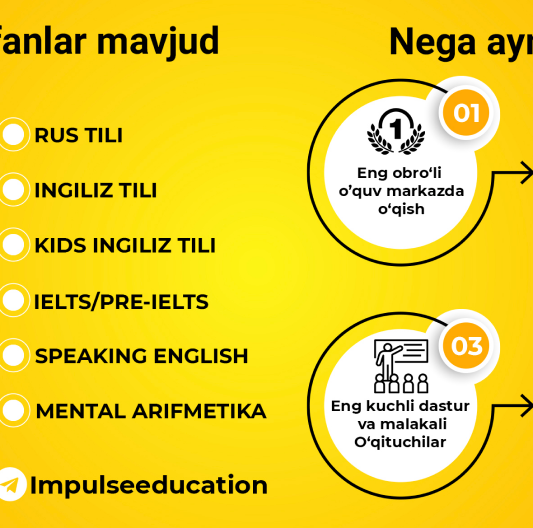 fanlar mavjud
RUS TILI
INGILIZ TILI
KIDS INGILIZ TILI
IELTS/PRE-IELTS
SPEAKING ENGLISH
MENTAL ARIFMETIKA
Impulseeducation
Nega ayn
01
1
Eng obro‘li
o’quv markazda
o‘qish
03
Eng kuchli dastur
va malakali
O‘qituchilar